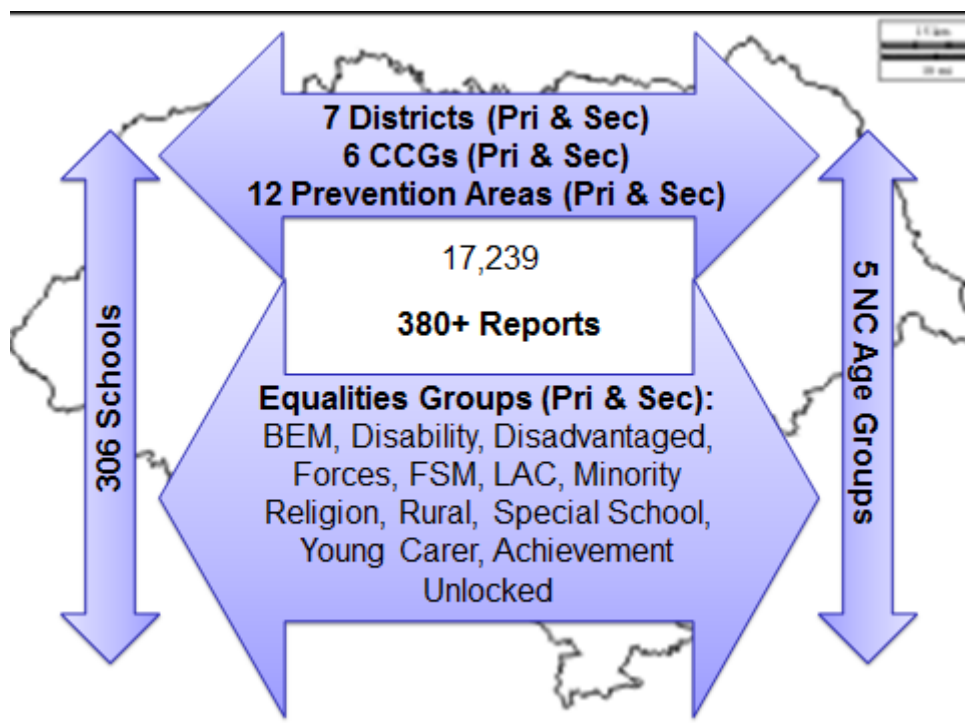 7 Districts (Pri & Sec)
6 CCGs (Pri & Sec)
12 Prevention Areas (Pri & Sec)
17,239
380+ Reports
306 Schools
5 NC Age Groups
Equalities Groups (Pri & Sec):
BEM, Disability, Disadvantaged,
Forces, FSM, LAC, Minority
Religion, Rural, Special School,
Young Carer, Achievement
Unlocked